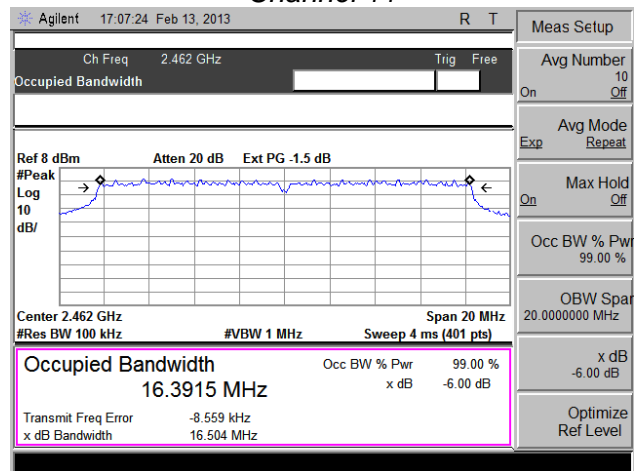 Agilent 17:07:24 Feb 13, 2013 R T
Ch Freq 2.462 GHz Trig Free
Occupied Bandwidth
Ref 8 dBm Atten 20 dB Ext PG -1.5 dB
#Peak
Log
10
dB/
Center 2.462 GHz Span 20 MHz
#Res BW 100 kHz #VBW 1 MHz Sweep 4 ms (401 pts)
Occupied Bandwidth Occ BW % Pwr 99.00 %
16.3915 MHz x dB -6.00 dB
Transmit Freq Error -8.559 kHz
x dB Bandwidth 16.504 MHz
Meas Setup
Avg Number
10
On Off
Avg Mode
Exp Repeat
Max Hold
On Off
Occ BW % Pwr
99.00 %
OBW Span
20.0000000 MHz
x dB
-6.00 dB
Optimize
Ref Level